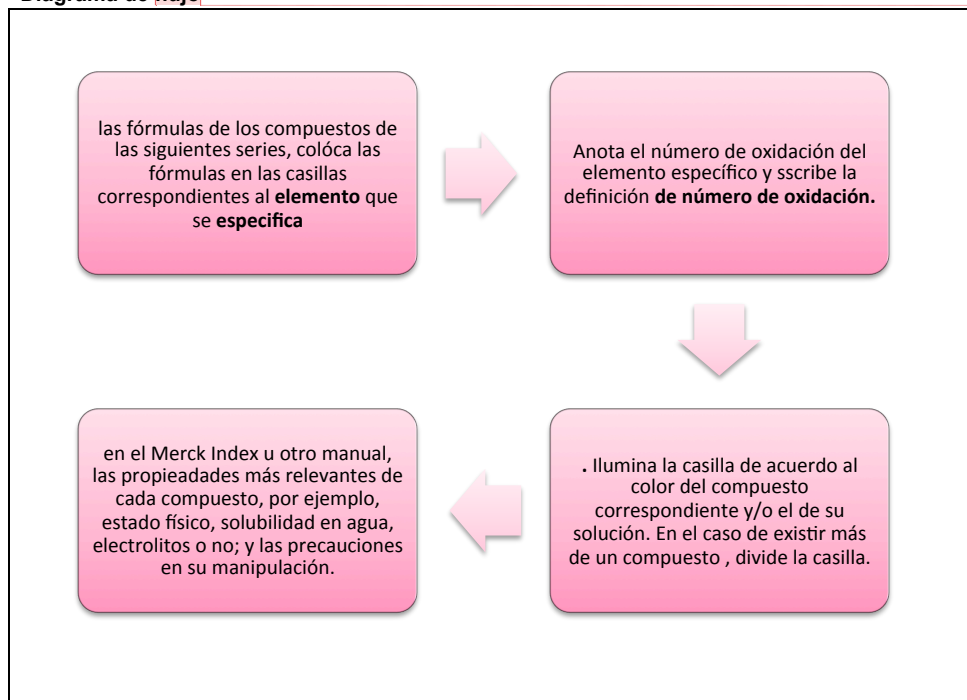 Diagrama de flujo
las fórmulas de los compuestos de
las siguientes series, colóca las
fórmulas en las casillas
correspondientes al elemento que
se especifica
Anota el número de oxidación del
elemento específico y sscribe la
definición de número de oxidación.
. Ilumina la casilla de acuerdo al
color del compuesto
correspondiente y/o el de su
solución. En el caso de existir más
de un compuesto , divide la casilla.
en el Merck Index u otro manual,
las propieadades más relevantes de
cada compuesto, por ejemplo,
estado físico, solubilidad en agua,
electrolitos o no; y las precauciones
en su manipulación.